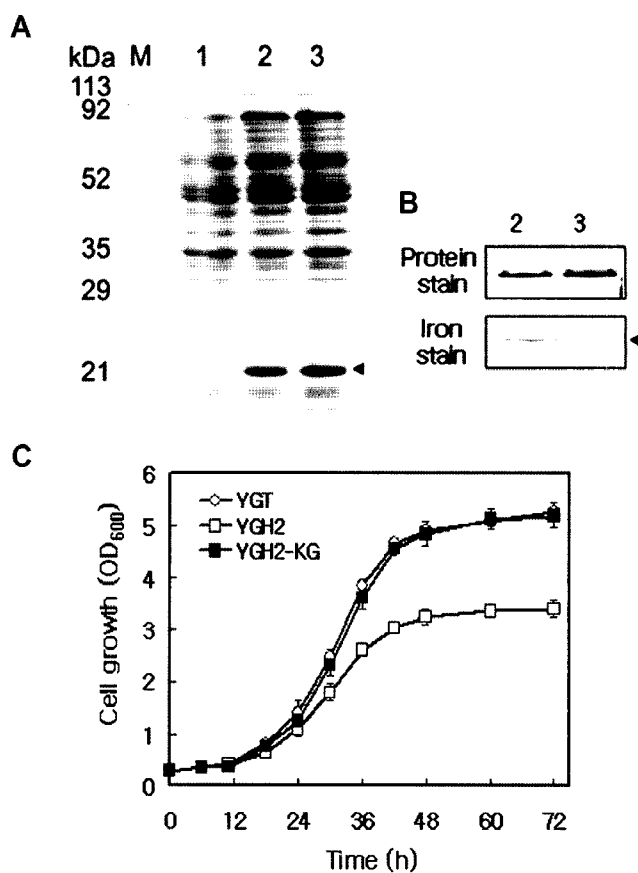 A
kDa M 1 2 3
113
92
52
35
29
21
B
2 3
Protein
stain
Iron
stain
C
Cell growth (OD600)
6
5
4
3
2
1
0
YGT
YGH2
YGH2-KG
0 12 24 36 48 60 72
Time (h)